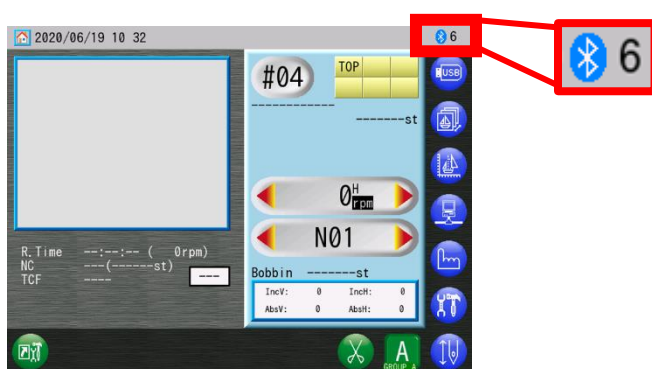 2020/06/19 10 32
6
6
#04
TOP
USB
------------
-------st
0H
rpm
N01
R.Time --:--:-- ( 0rpm)
NC ---(------st)
TCF ----
---
Bobbin -------st
IncV: 0 IncH: 0
AbsV: 0 AbsH: 0
A
GROUP A